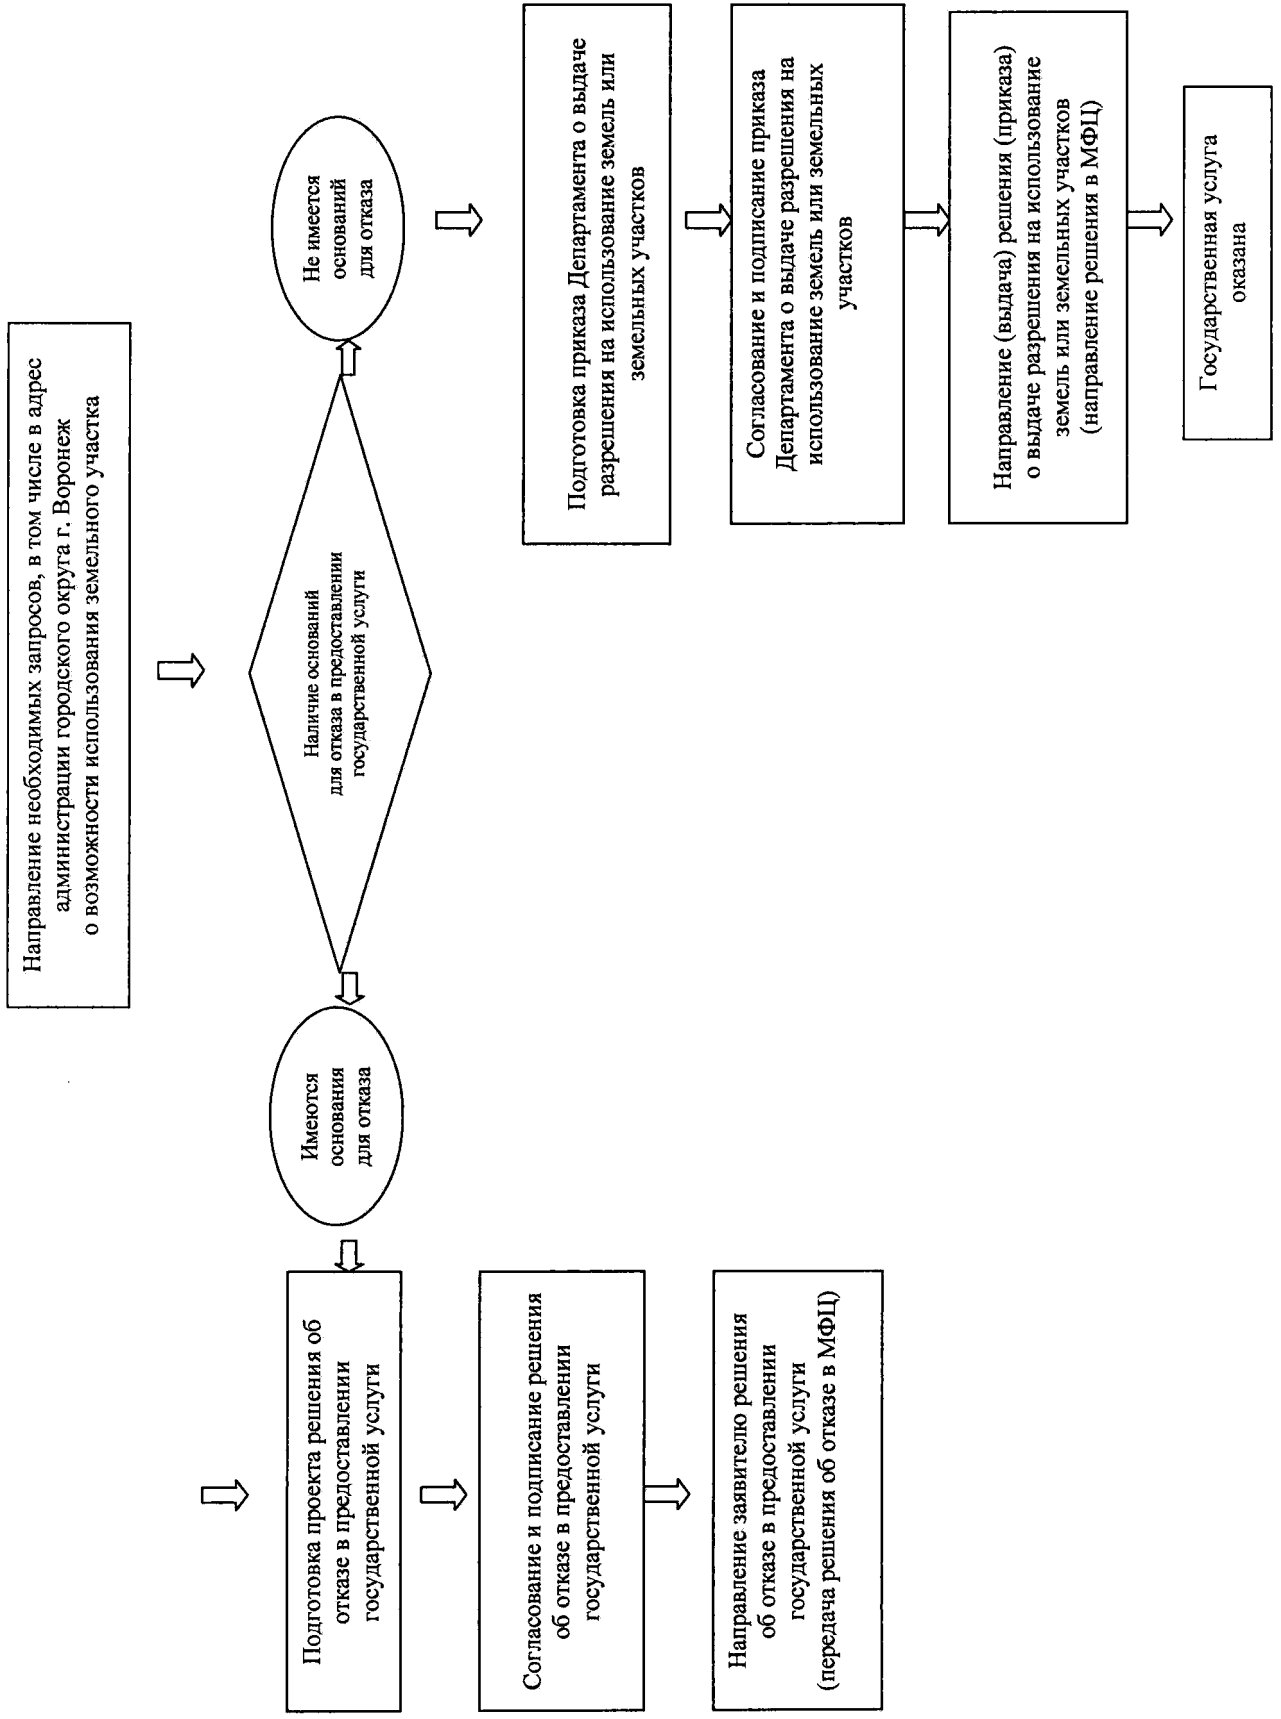 Направление необходимых запросов, в том числе в адрес
администрации городского округа г. Воронеж
о возможности использования земельного участка
Наличие оснований
для отказа в предоставлении
государственной услуги
Имеются
основания
для отказа
Не имеется
оснований
для отказа
Подготовка проекта решения об
отказе в предоставлении
государственной услуги
Согласование и подписание решения
об отказе в предоставлении
государственной услуги
Направление заявителю решения
об отказе в предоставлении
государственной услуги
(передача решения об отказе в МФЦ)
Подготовка приказа Департамента о выдаче
разрешения на использование земель или
земельных участков
Согласование и подписание приказа
Департамента о выдаче разрешения на
использование земель или земельных
участков
Направление (выдача) решения (приказа)
о выдаче разрешения на использование
земель или земельных участков
(направление решения в МФЦ)
Государственная услуга
оказана